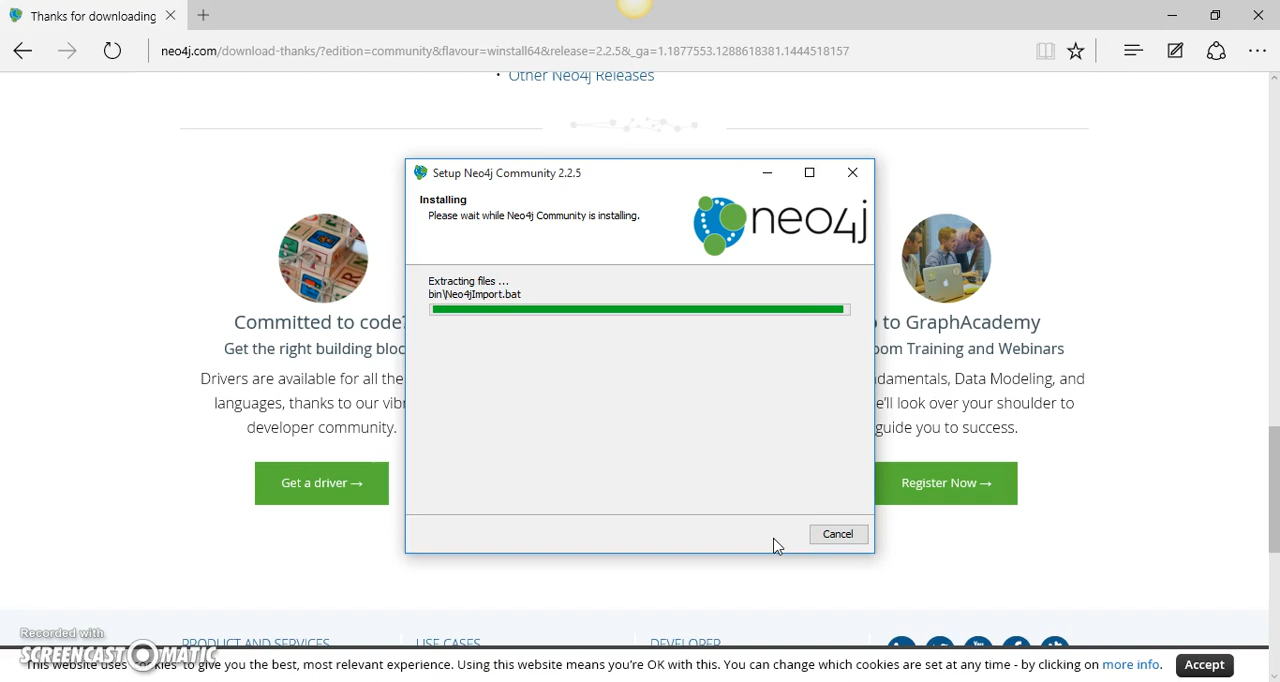 Thanks for downloading
neo4j.com/download-thanks/?edition=community&flavour=winstall64&release=2.2.5&_ga=1.1877553.1288618381.1444518157
• Other Neo4j Releases
Setup Neo4j Community 2.2.5
Installing
Please wait while Neo4j Community is installing.
neo4j
Extracting files ...
bin\Neo4jImport.bat
Cancel
Committed to code?
Get the right building bloc
Drivers are available for all the
languages, thanks to our vib
developer community.
Get a driver →
to GraphAcademy
oom Training and Webinars
ndamentals, Data Modeling, and
e'll look over your shoulder to
guide you to success.
Register Now →
PRODUCT AND SERVICES
USE CASES
DEVELOPER
Recorded with
SCREENCAST MATIC
This website uses "cookies" to give you the best, most relevant experience. Using this website means you're OK with this. You can change which cookies are set at any time - by clicking on more info.
Accept